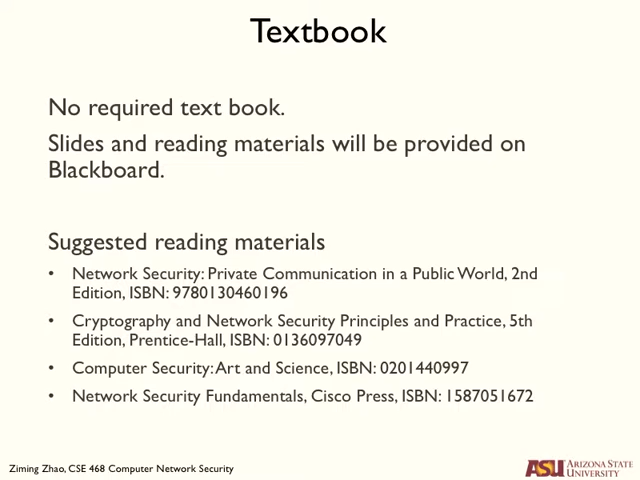 Textbook
No required text book.
Slides and reading materials will be provided on
Blackboard.
Suggested reading materials
• Network Security: Private Communication in a Public World, 2nd
Edition, ISBN: 9780130460196
• Cryptography and Network Security Principles and Practice, 5th
Edition, Prentice-Hall, ISBN: 0136097049
• Computer Security: Art and Science, ISBN: 0201440997
• Network Security Fundamentals, Cisco Press, ISBN: 1587051672
Ziming Zhao, CSE 468 Computer Network Security
ASU ARIZONA STATE
UNIVERSITY